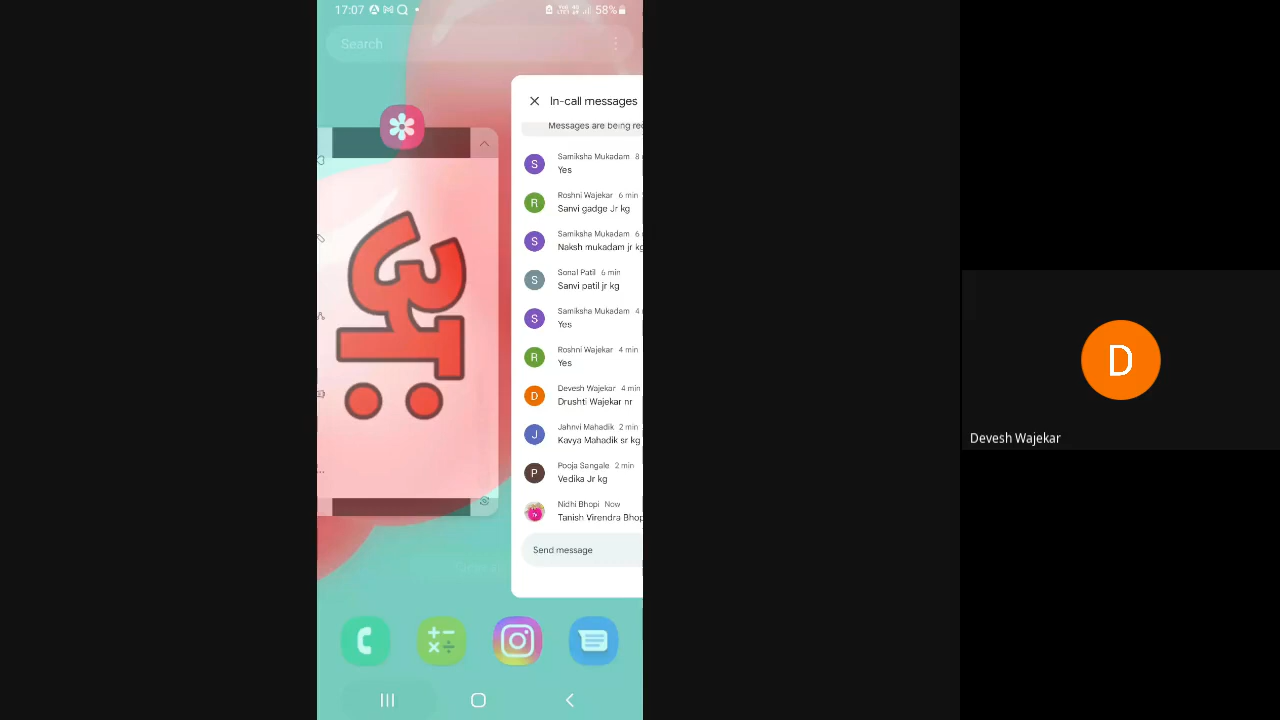 17:07
58%
Search
In-call messages
Messages are being rec
Samiksha Mukadam 8
Yes
Roshni Wajekar 6 min
Sanvi gadge Jr kg
Samiksha Mukadam 6
Naksh mukadam jr kg
Sonal Patil 6 min
Sanvi patil jr kg
Samiksha Mukadam 4
Yes
Roshni Wajekar 4 min
Yes
Devesh Wajekar 4 min
Drushti Wajekar nr
Jahnvi Mahadik 2 min
Kavya Mahadik sr kg
Pooja Sangale 2 min
Vedika Jr kg
Nidhi Bhopi Now
Tanish Virendra Bhop
Send message
अः
D
Devesh Wajekar